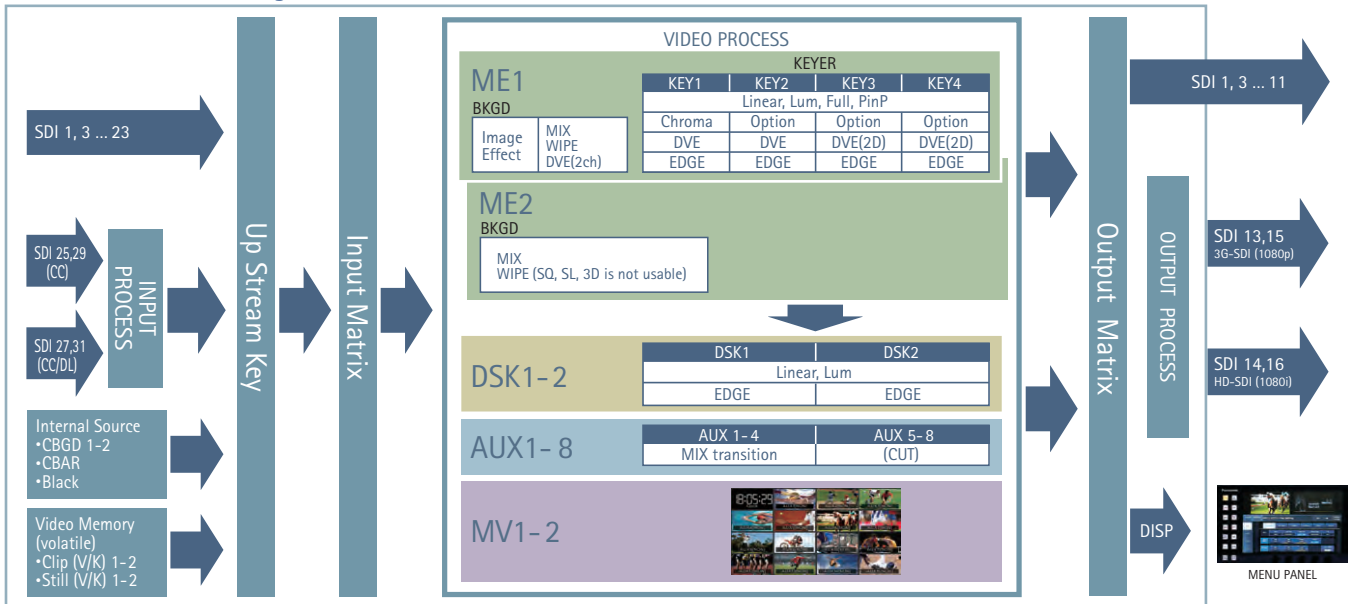 VIDEO PROCESS
SDI 1, 3 ... 23
SDI 25,29
(CC)
SDI 27,31
(CC/DL)
INPUT
PROCESS
Internal Source
•CBGD 1-2
•CBAR
•Black
Video Memory
(volatile)
•Clip (V/K) 1-2
•Still (V/K) 1-2
Up Stream Key
Input Matrix
ME1
BKGD
Image
Effect
MIX
WIPE
DVE(2ch)
KEYER
KEY1 KEY2 KEY3 KEY4
Linear, Lum, Full, PinP
Chroma Option Option Option
DVE DVE DVE(2D) DVE(2D)
EDGE EDGE EDGE EDGE
ME2
BKGD
MIX
WIPE (SQ, SL, 3D is not usable)
DSK1-2
DSK1 DSK2
Linear, Lum
EDGE EDGE
AUX1-8
AUX 1-4 AUX 5-8
MIX transition (CUT)
MV1-2
18:05:29
Output Matrix
OUTPUT PROCESS
SDI 1, 3 ... 11
SDI 13,15
3G-SDI (1080p)
SDI 14,16
HD-SDI (1080i)
DISP
MENU PANEL